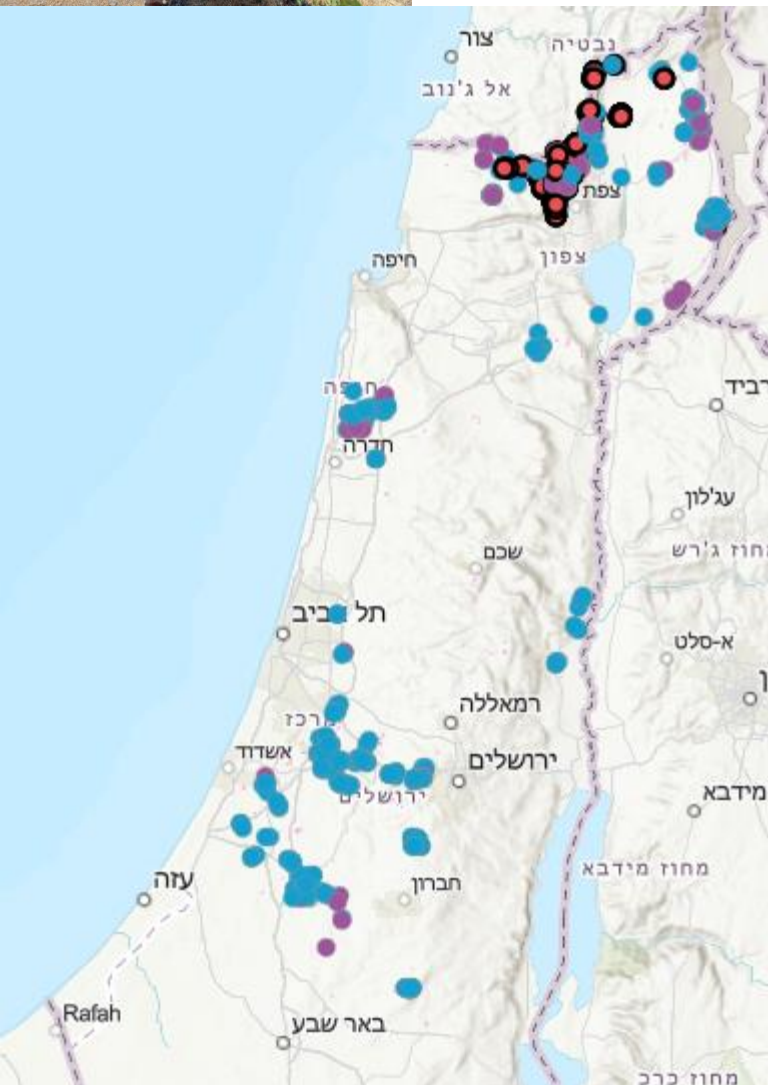 צור
נבטיה
אל ג'נוב
צפת
חיפה
צפון
חיפה
חדרה
עג'לון
מחוז ג'רש
שכם
א-סלט
תל אביב
רמאללה
מרכז
אשדוד
ירושלים
ירושלים
מידבא
מחוז מידבא
עזה
חברון
Rafah
באר שבע
מחוז כרכ